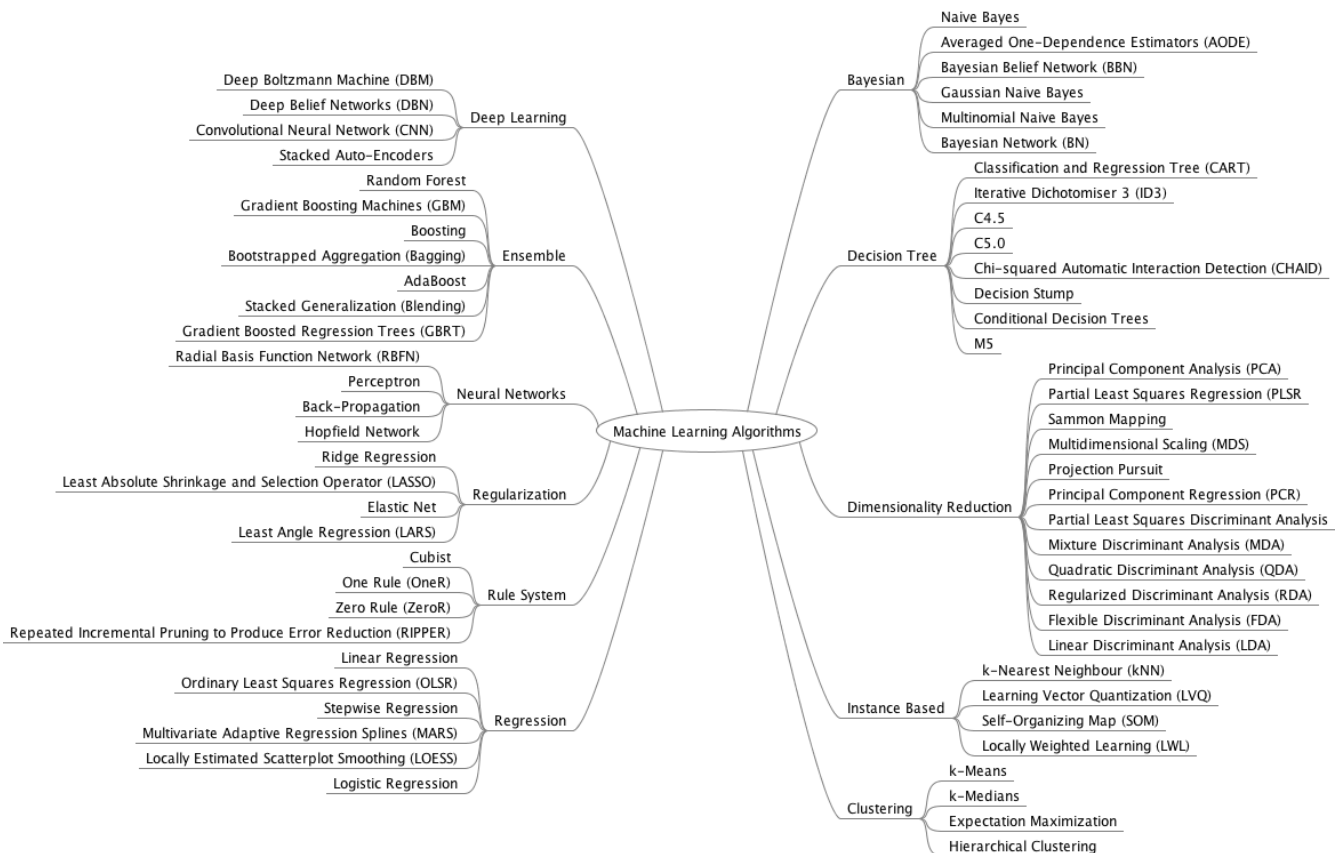 Machine Learning Algorithms
Deep Learning
Deep Boltzmann Machine (DBM)
Deep Belief Networks (DBN)
Convolutional Neural Network (CNN)
Stacked Auto-Encoders
Ensemble
Random Forest
Gradient Boosting Machines (GBM)
Boosting
Bootstrapped Aggregation (Bagging)
AdaBoost
Stacked Generalization (Blending)
Gradient Boosted Regression Trees (GBRT)
Neural Networks
Radial Basis Function Network (RBFN)
Perceptron
Back-Propagation
Hopfield Network
Regularization
Ridge Regression
Least Absolute Shrinkage and Selection Operator (LASSO)
Elastic Net
Least Angle Regression (LARS)
Rule System
Cubist
One Rule (OneR)
Zero Rule (ZeroR)
Repeated Incremental Pruning to Produce Error Reduction (RIPPER)
Regression
Linear Regression
Ordinary Least Squares Regression (OLSR)
Stepwise Regression
Multivariate Adaptive Regression Splines (MARS)
Locally Estimated Scatterplot Smoothing (LOESS)
Logistic Regression
Bayesian
Naive Bayes
Averaged One-Dependence Estimators (AODE)
Bayesian Belief Network (BBN)
Gaussian Naive Bayes
Multinomial Naive Bayes
Bayesian Network (BN)
Decision Tree
Classification and Regression Tree (CART)
Iterative Dichotomiser 3 (ID3)
C4.5
C5.0
Chi-squared Automatic Interaction Detection (CHAID)
Decision Stump
Conditional Decision Trees
M5
Dimensionality Reduction
Principal Component Analysis (PCA)
Partial Least Squares Regression (PLSR
Sammon Mapping
Multidimensional Scaling (MDS)
Projection Pursuit
Principal Component Regression (PCR)
Partial Least Squares Discriminant Analysis
Mixture Discriminant Analysis (MDA)
Quadratic Discriminant Analysis (QDA)
Regularized Discriminant Analysis (RDA)
Flexible Discriminant Analysis (FDA)
Linear Discriminant Analysis (LDA)
Instance Based
k-Nearest Neighbour (kNN)
Learning Vector Quantization (LVQ)
Self-Organizing Map (SOM)
Locally Weighted Learning (LWL)
Clustering
k-Means
k-Medians
Expectation Maximization
Hierarchical Clustering